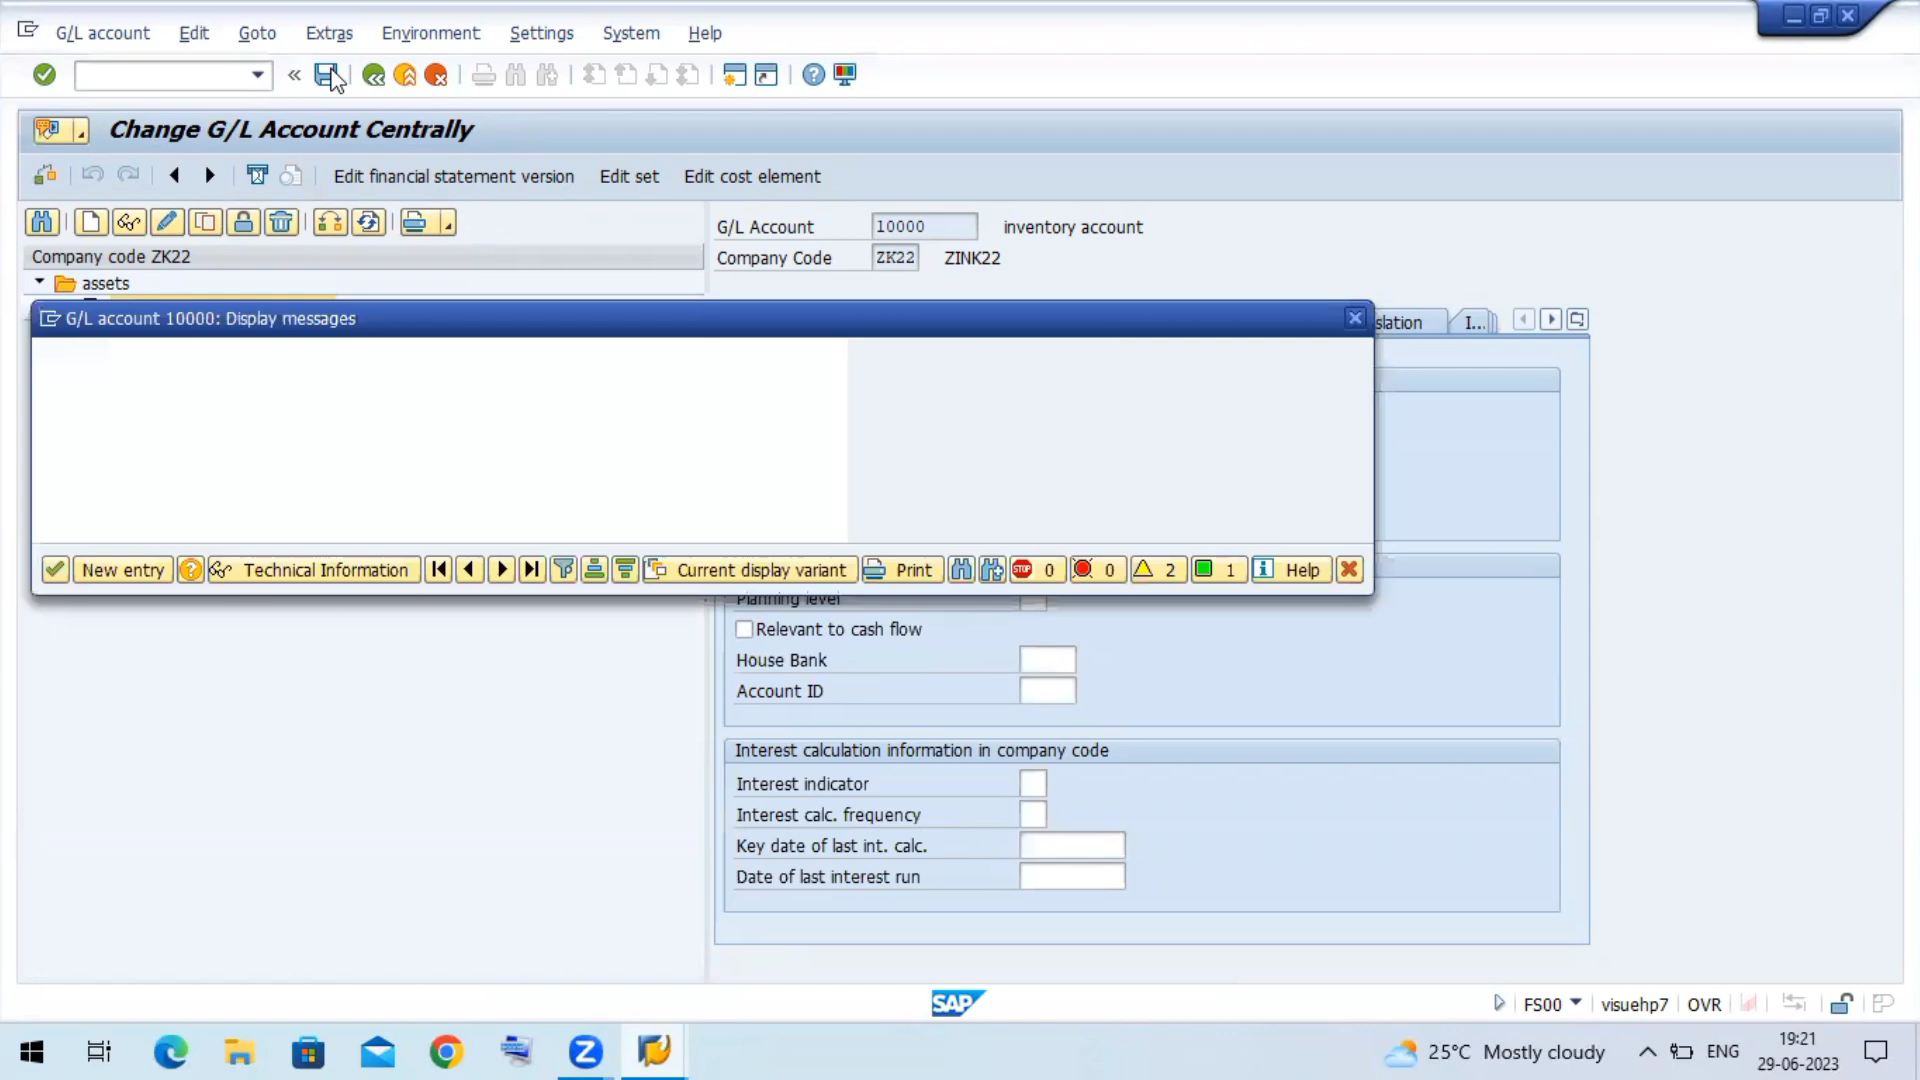 G/L account Edit Goto Extras Environment Settings System Help
Change G/L Account Centrally
Edit financial statement version Edit set Edit cost element
G/L Account 10000 inventory account
Company code ZK22
Company Code ZK22 ZINK22
assets
G/L account 10000: Display messages
slation I...
New entry Technical Information Current display variant Print STOP 0 0 2 1 Help
Planning level
Relevant to cash flow
House Bank
Account ID
Interest calculation information in company code
Interest indicator
Interest calc. frequency
Key date of last int. calc.
Date of last interest run
SAP
FS00 visuehp7 OVR
25°C Mostly cloudy ENG 19:21
29-06-2023